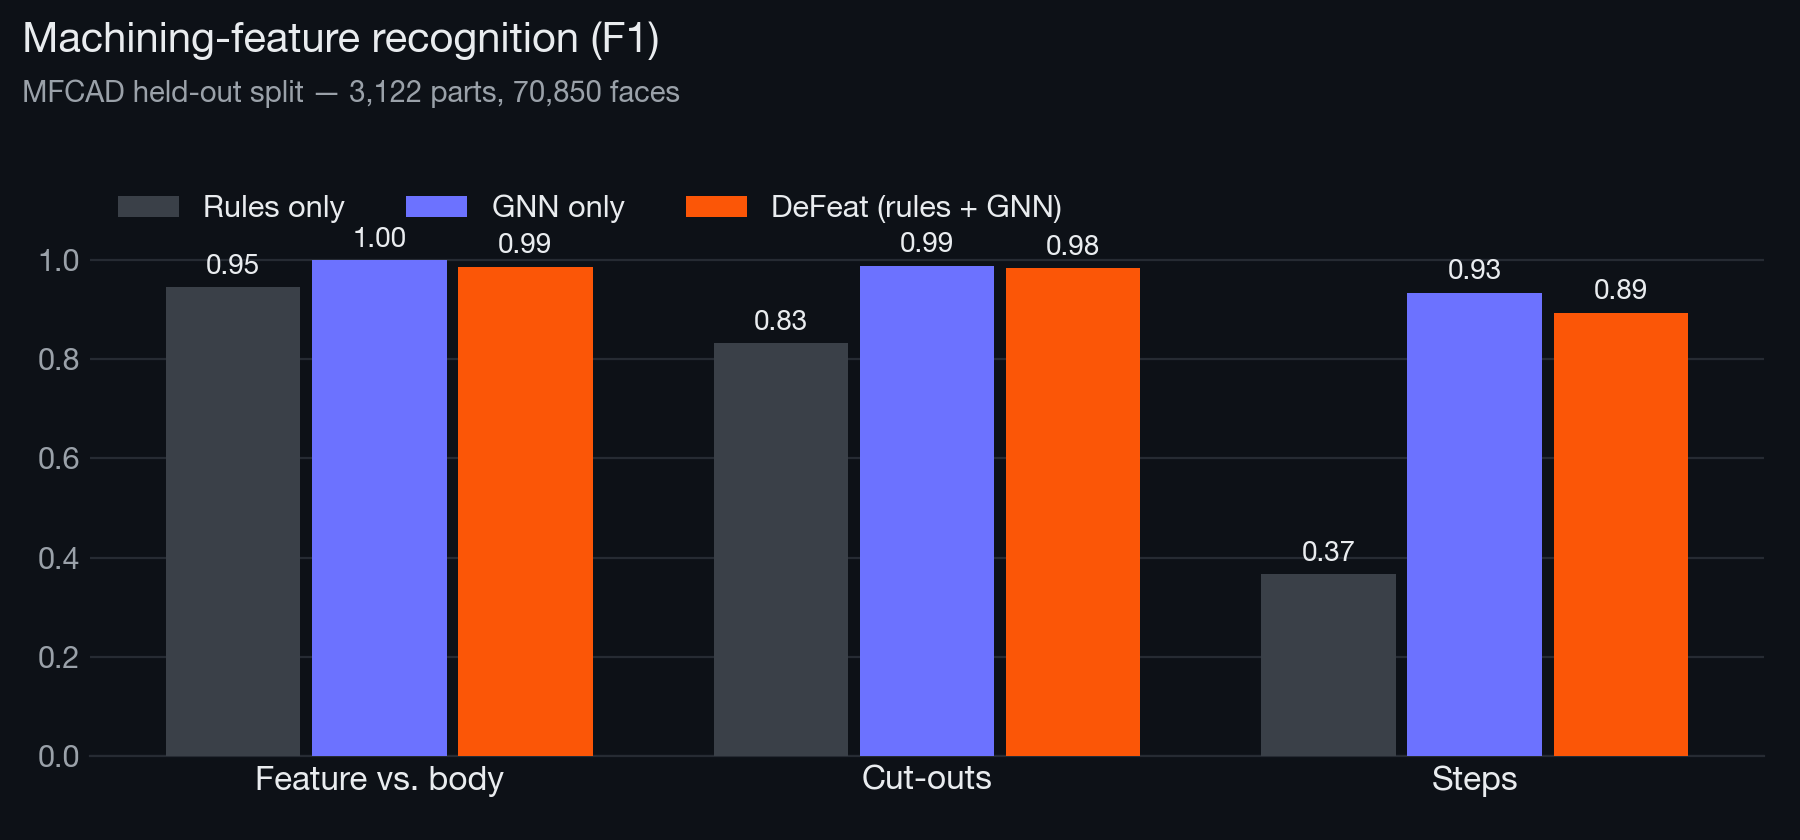 Machining-feature recognition (F1)
MFCAD held-out split — 3,122 parts, 70,850 faces
Rules only GNN only DeFeat (rules + GNN)
1.0
0.8
0.6
0.4
0.2
0.0
0.95 1.00 0.99
0.83 0.99 0.98
0.37 0.93 0.89
Feature vs. body Cut-outs Steps